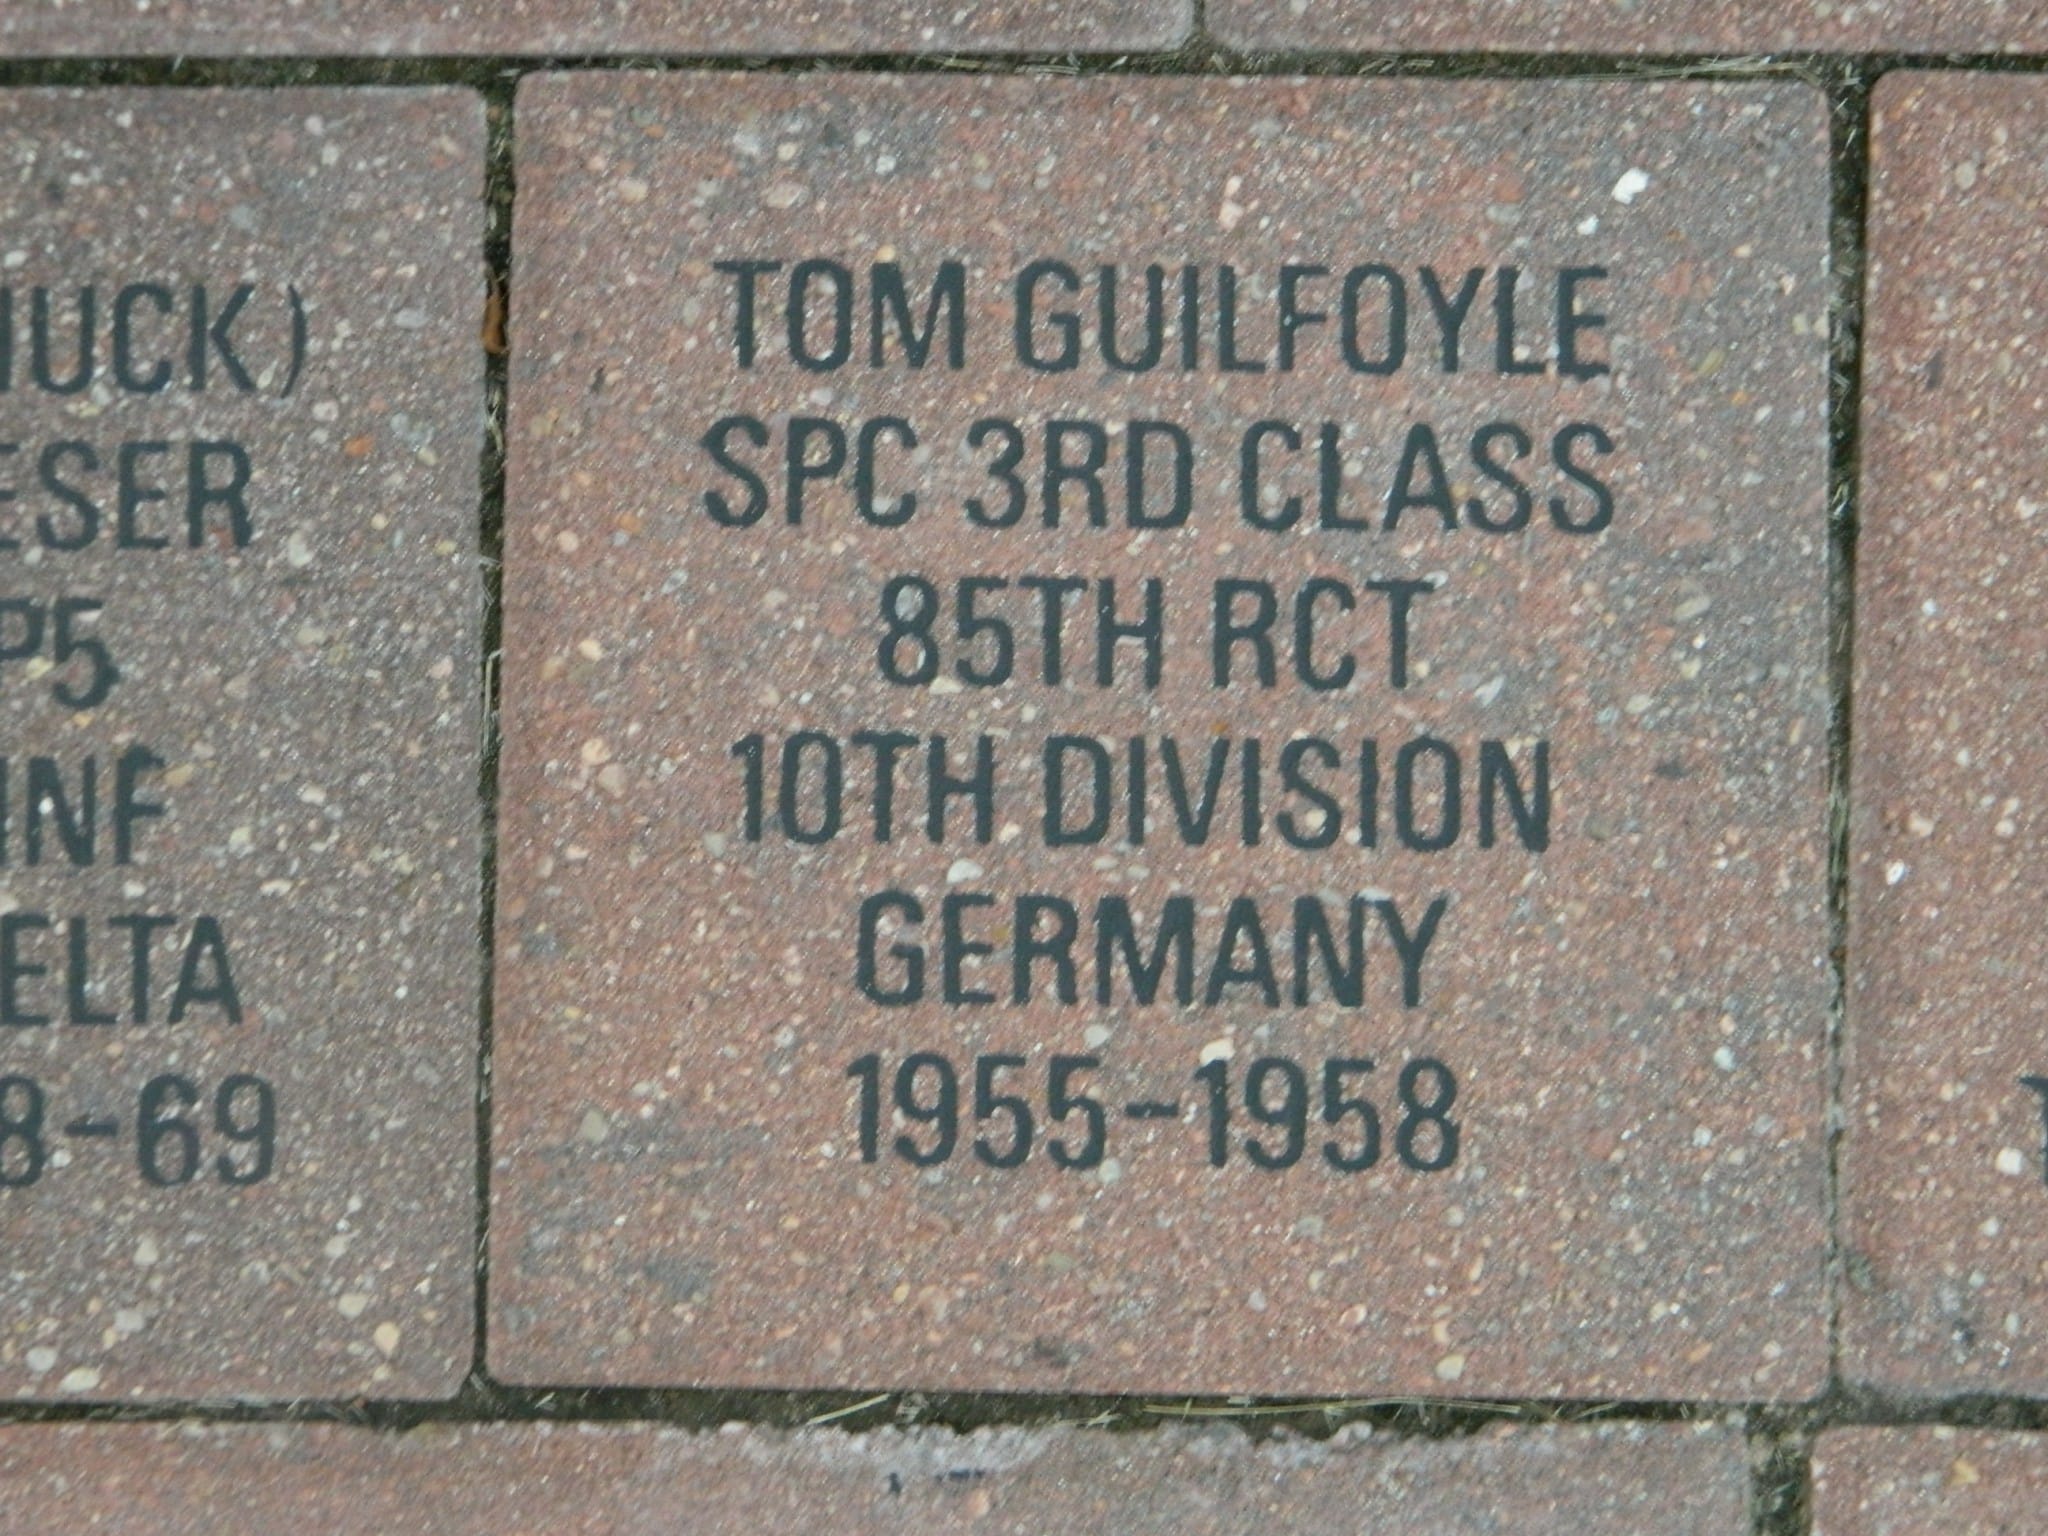 TOM GUILFOYLE
SPC 3RD CLASS
85TH RCT
10TH DIVISION
GERMANY
1955-1958
UCK)
ESER
P5
INF
ELTA
8-69